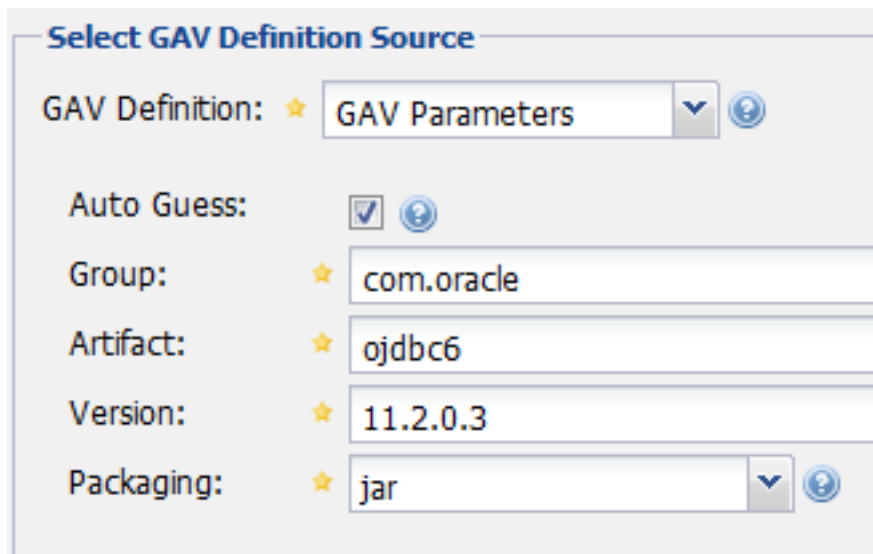 Select GAV Definition Source
GAV Definition: GAV Parameters
Auto Guess:
Group: com.oracle
Artifact: ojdbc6
Version: 11.2.0.3
Packaging: jar